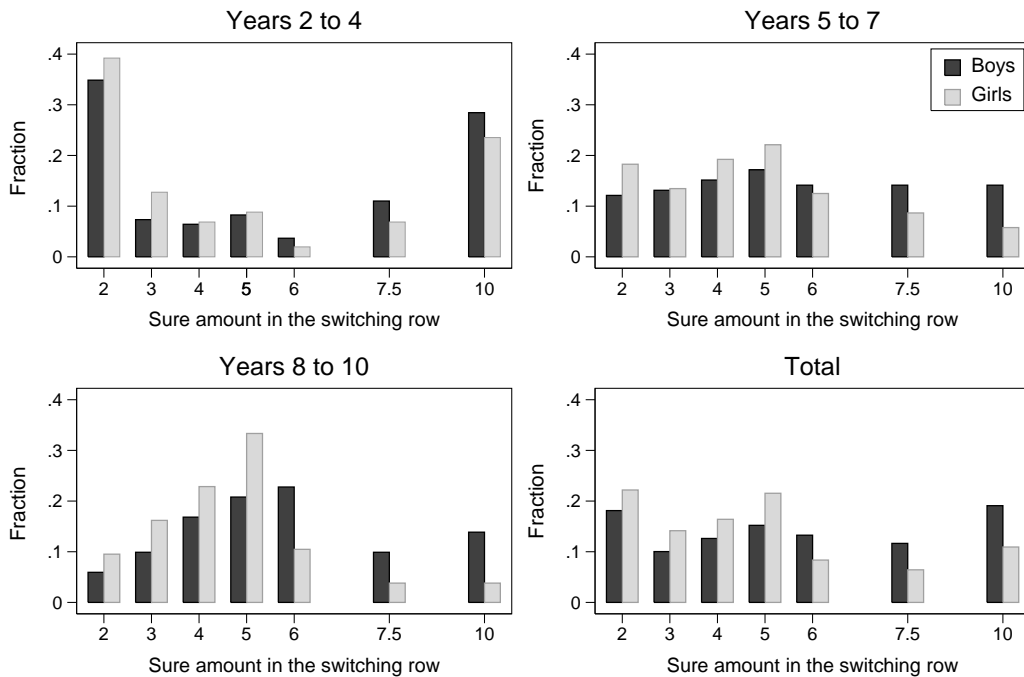 Years 2 to 4
Fraction
.4
.3
.2
.1
0
2 3 4 5 6 7.5 10
Sure amount in the switching row
Years 5 to 7
Boys
Girls
Fraction
.4
.3
.2
.1
0
2 3 4 5 6 7.5 10
Sure amount in the switching row
Years 8 to 10
Fraction
.4
.3
.2
.1
0
2 3 4 5 6 7.5 10
Sure amount in the switching row
Total
Fraction
.4
.3
.2
.1
0
2 3 4 5 6 7.5 10
Sure amount in the switching row